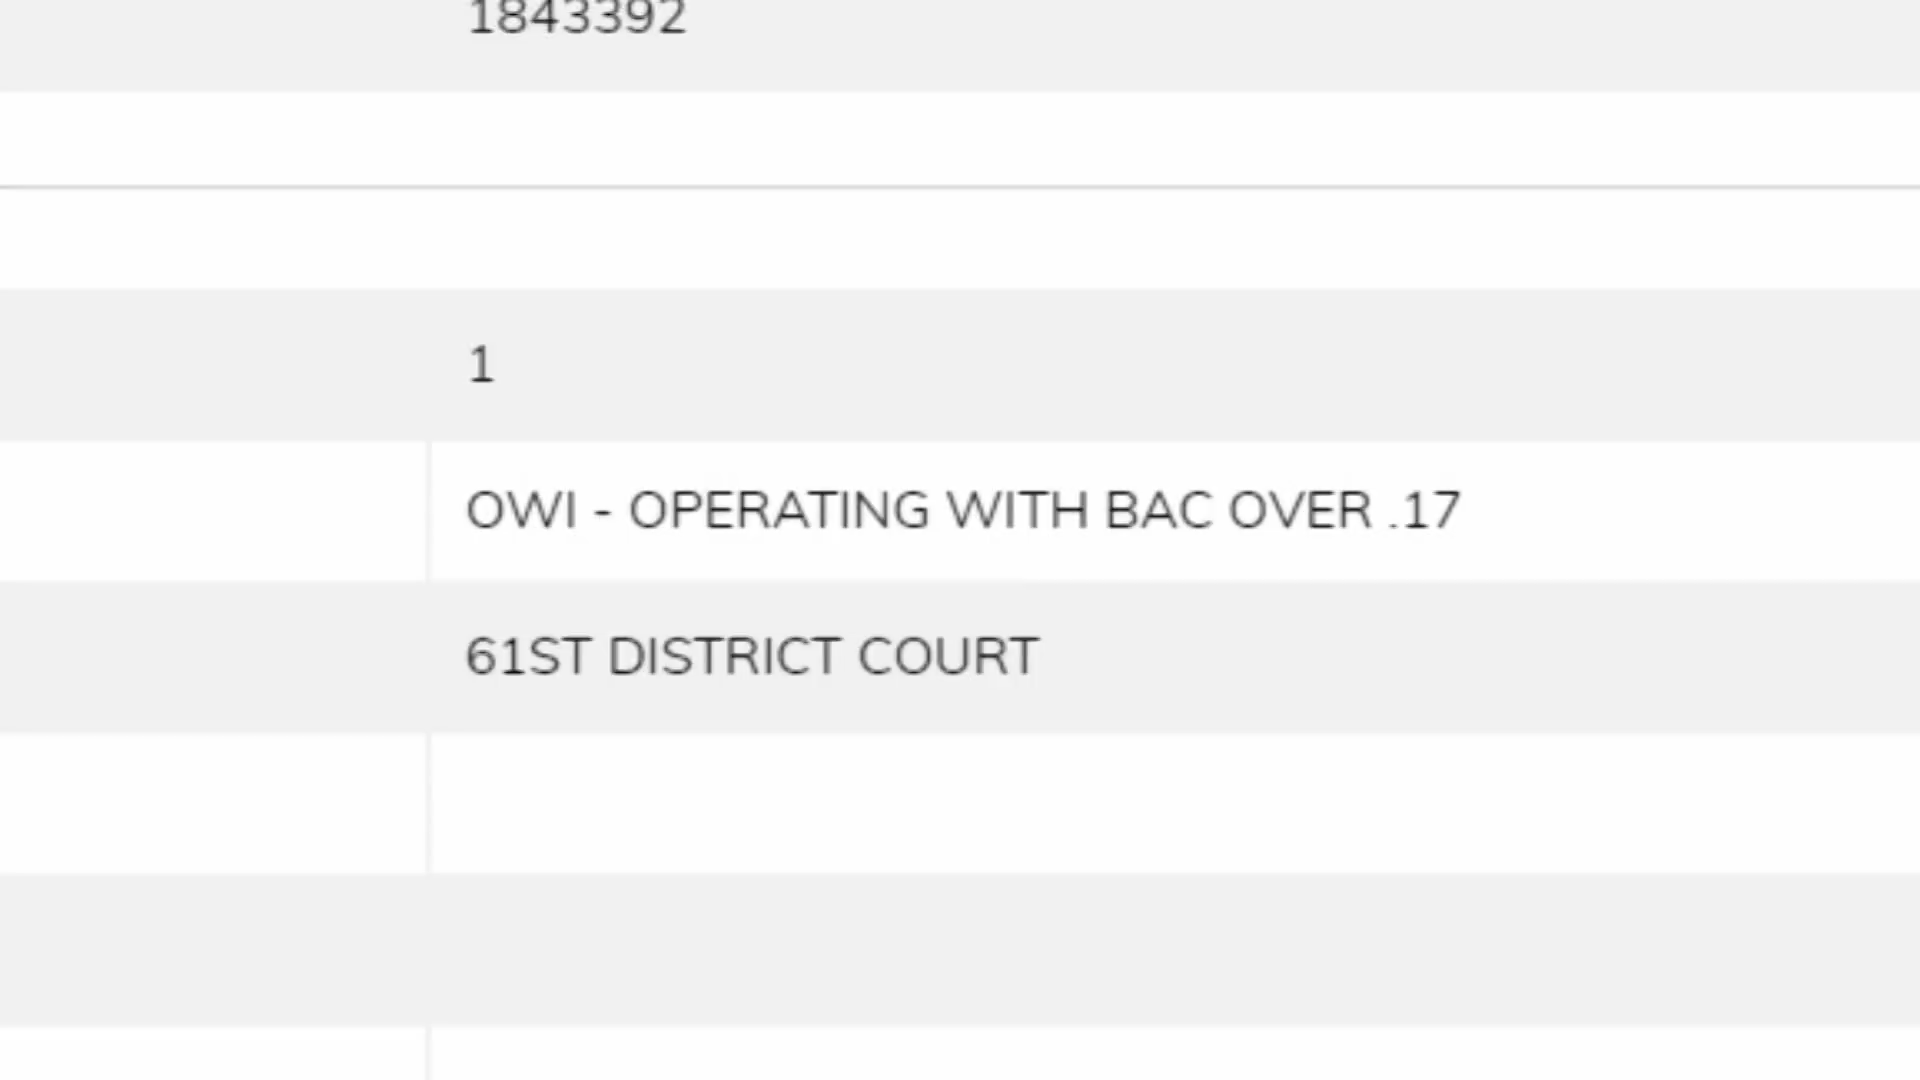 1843392
1
OWI - OPERATING WITH BAC OVER .17
61ST DISTRICT COURT